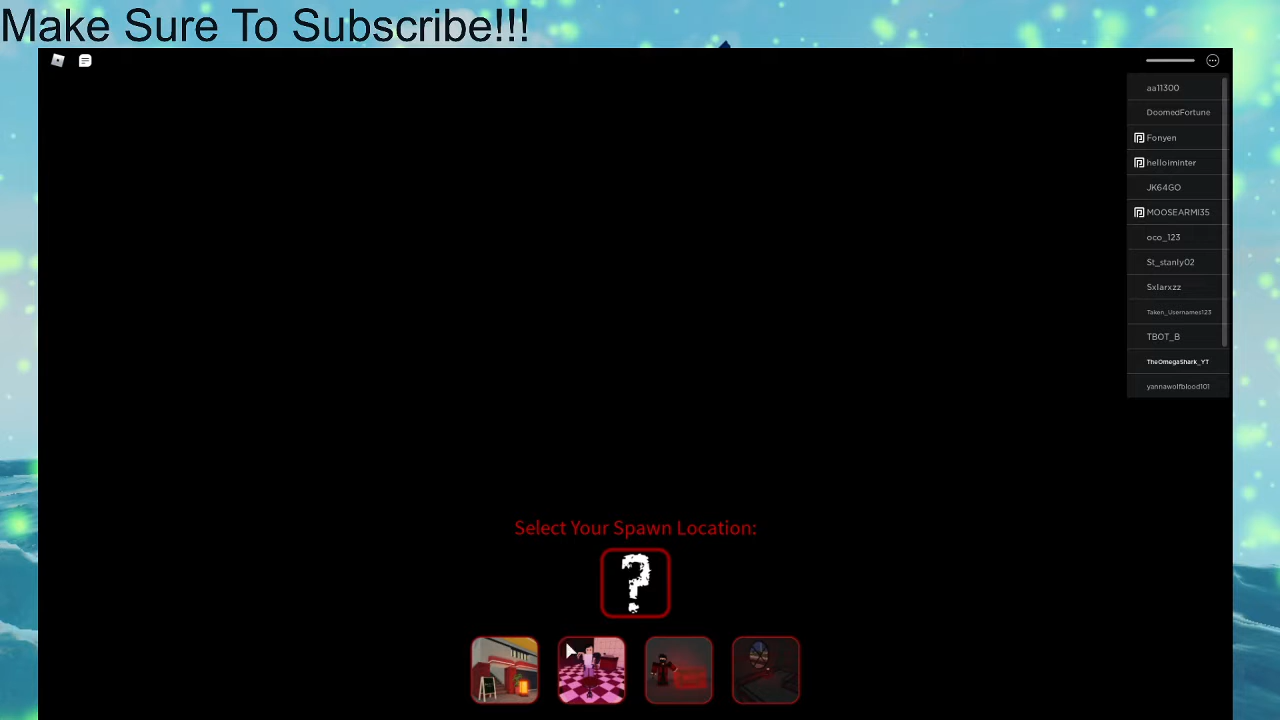 Make Sure To Subscribe!!!
aa11300
DoomedFortune
Fonyen
helloiminter
JK64GO
MOOSEARMI35
oco_123
St_stanly02
Sxlarxzz
Taken_Usernames123
TBOT_B
TheOmegaShark_YT
yannawolfblood101
Select Your Spawn Location:
?